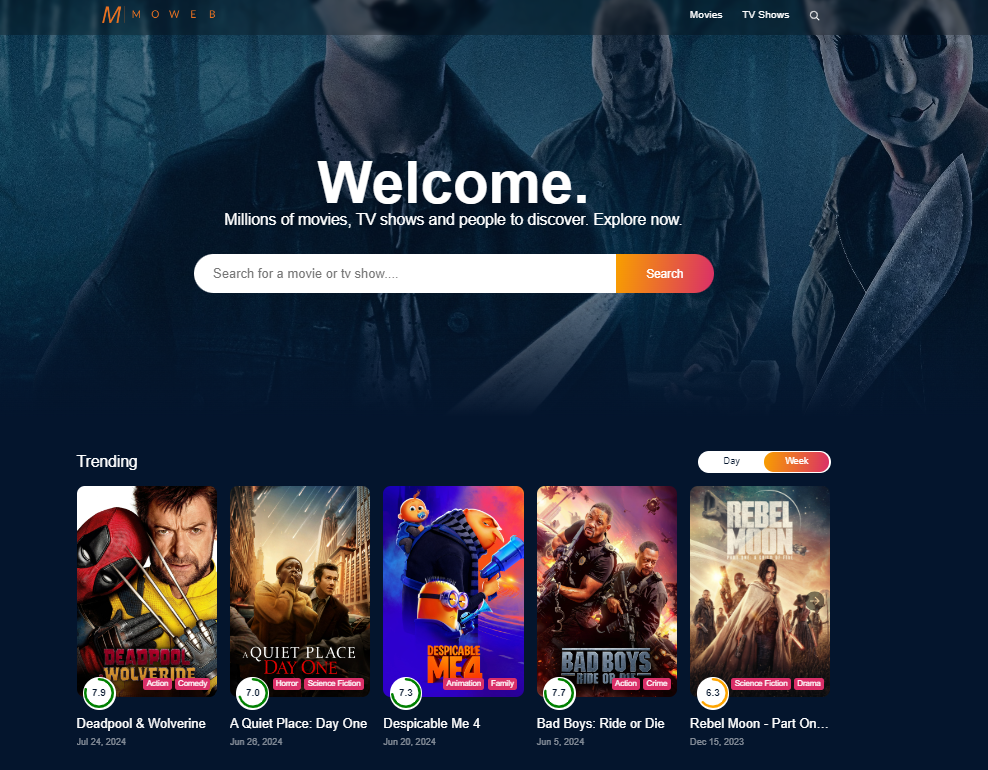 M MOWEB
Movies TV Shows
Welcome.
Millions of movies, TV shows and people to discover. Explore now.
Search for a movie or tv show....
Search
Trending
Day Week
DEADPOOL
WOLVERINE
7.9 Action Comedy
Deadpool & Wolverine
Jul 24, 2024
A QUIET PLACE
DAY ONE
7.0 Horror Science Fiction
A Quiet Place: Day One
Jun 26, 2024
DESPICABLE
ME4
7.3 Animation Family
Despicable Me 4
Jun 20, 2024
BAD BOYS
RIDE OR DIE
7.7 Action Crime
Bad Boys: Ride or Die
Jun 5, 2024
REBEL
MOON
6.3 Science Fiction Drama
Rebel Moon - Part On...
Dec 15, 2023